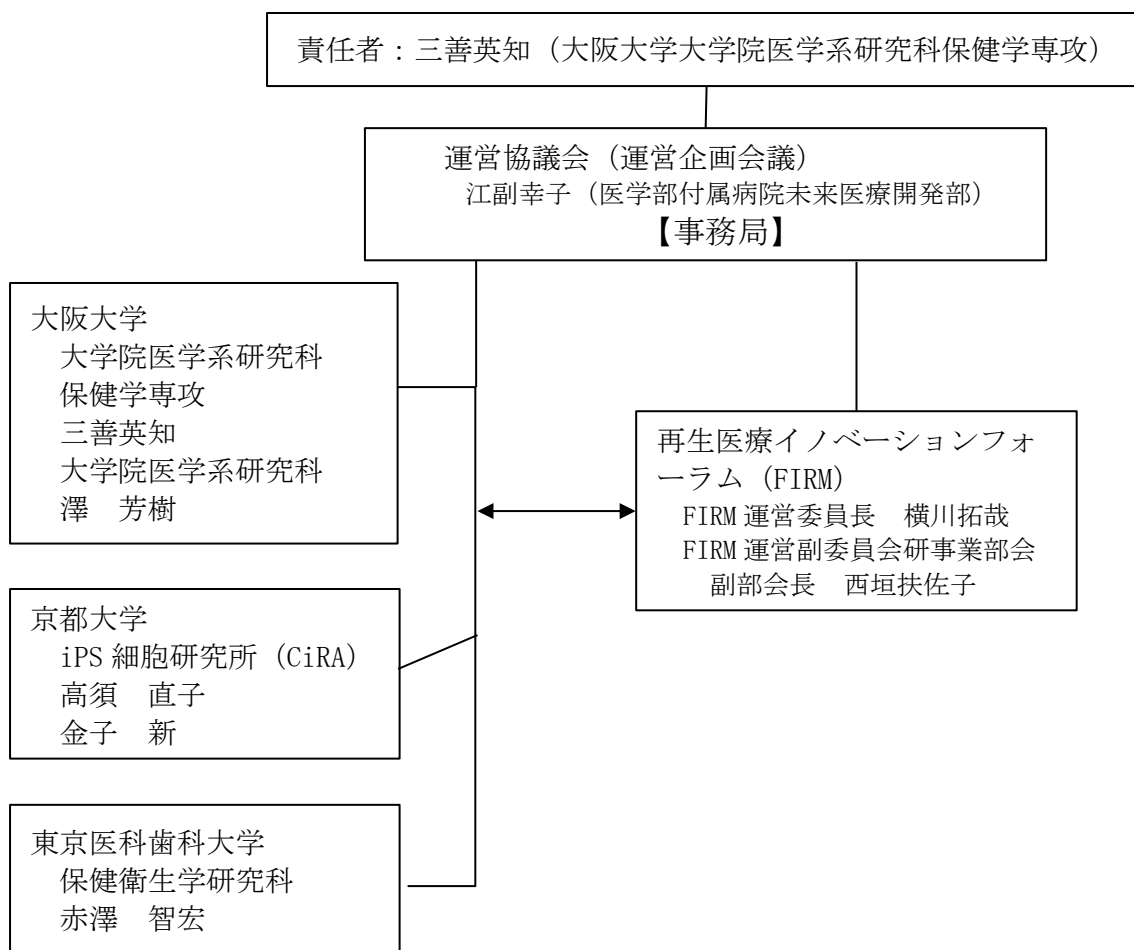 責任者：三善英知（大阪大学大学院医学系研究科保健学専攻）
運営協議会（運営企画会議）
江副幸子（医学部付属病院未来医療開発部）
【事務局】
大阪大学
大学院医学系研究科
保健学専攻
三善英知
大学院医学系研究科
澤　芳樹
再生医療イノベーションフォ
ーラム（FIRM）
FIRM 運営委員長　横川拓哉
FIRM 運営副委員会研事業部会
副部会長　西垣扶佐子
京都大学
iPS 細胞研究所（CiRA）
高須　直子
金子　新
東京医科歯科大学
保健衛生学研究科
赤澤　智宏